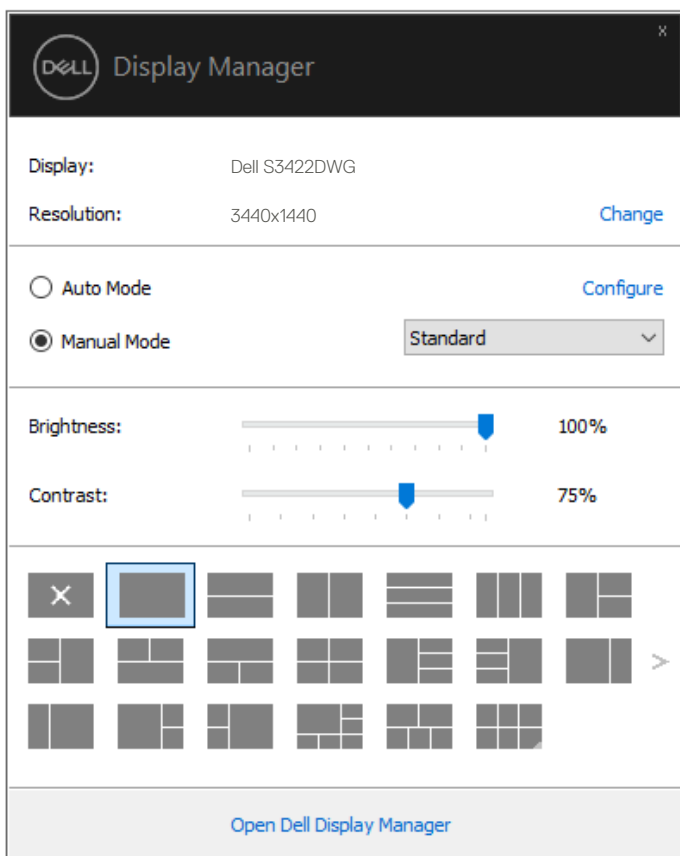 x
DELL Display Manager
Display: Dell S3422DWG
Resolution: 3440x1440 Change
Auto Mode Configure
Manual Mode Standard
Brightness: 100%
Contrast: 75%
Open Dell Display Manager